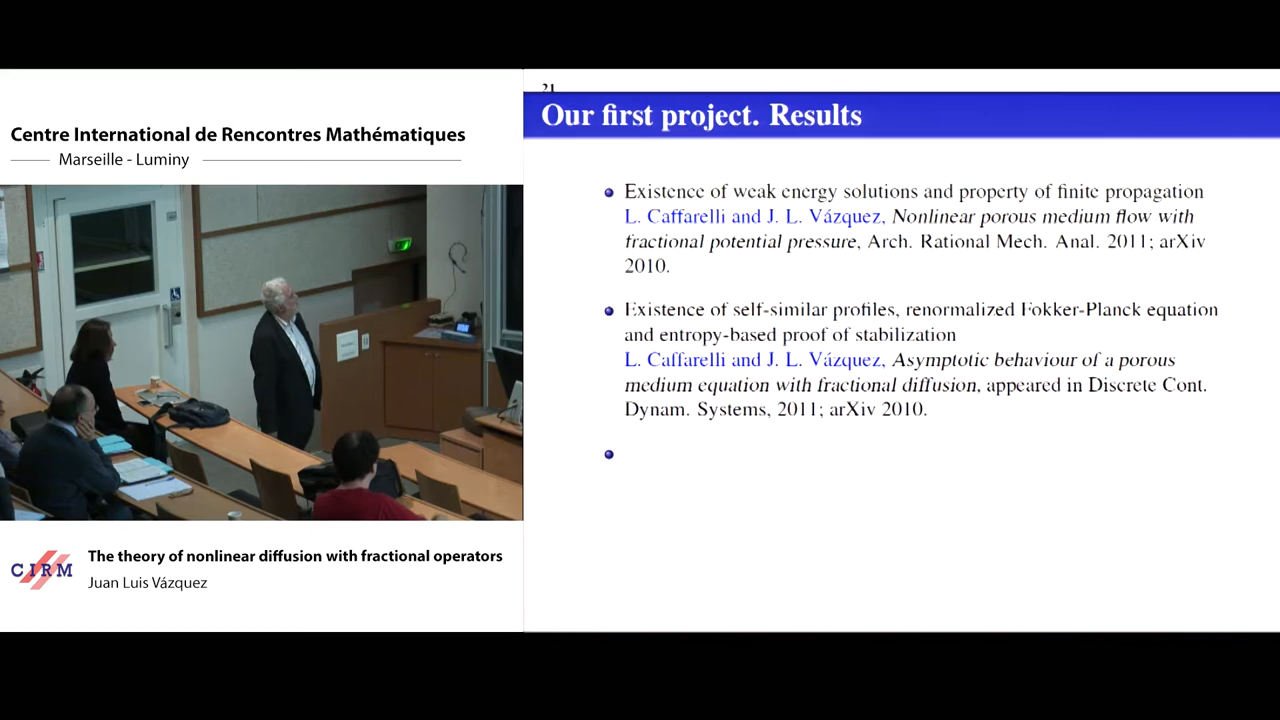 Centre International de Rencontres Mathématiques
Marseille - Luminy
CIRM
The theory of nonlinear diffusion with fractional operators
Juan Luis Vázquez
21
Our first project. Results
Existence of weak energy solutions and property of finite propagation
L. Caffarelli and J. L. Vázquez, Nonlinear porous medium flow with
fractional potential pressure, Arch. Rational Mech. Anal. 2011; arXiv
2010.
Existence of self-similar profiles, renormalized Fokker-Planck equation
and entropy-based proof of stabilization
L. Caffarelli and J. L. Vázquez, Asymptotic behaviour of a porous
medium equation with fractional diffusion, appeared in Discrete Cont.
Dynam. Systems, 2011; arXiv 2010.